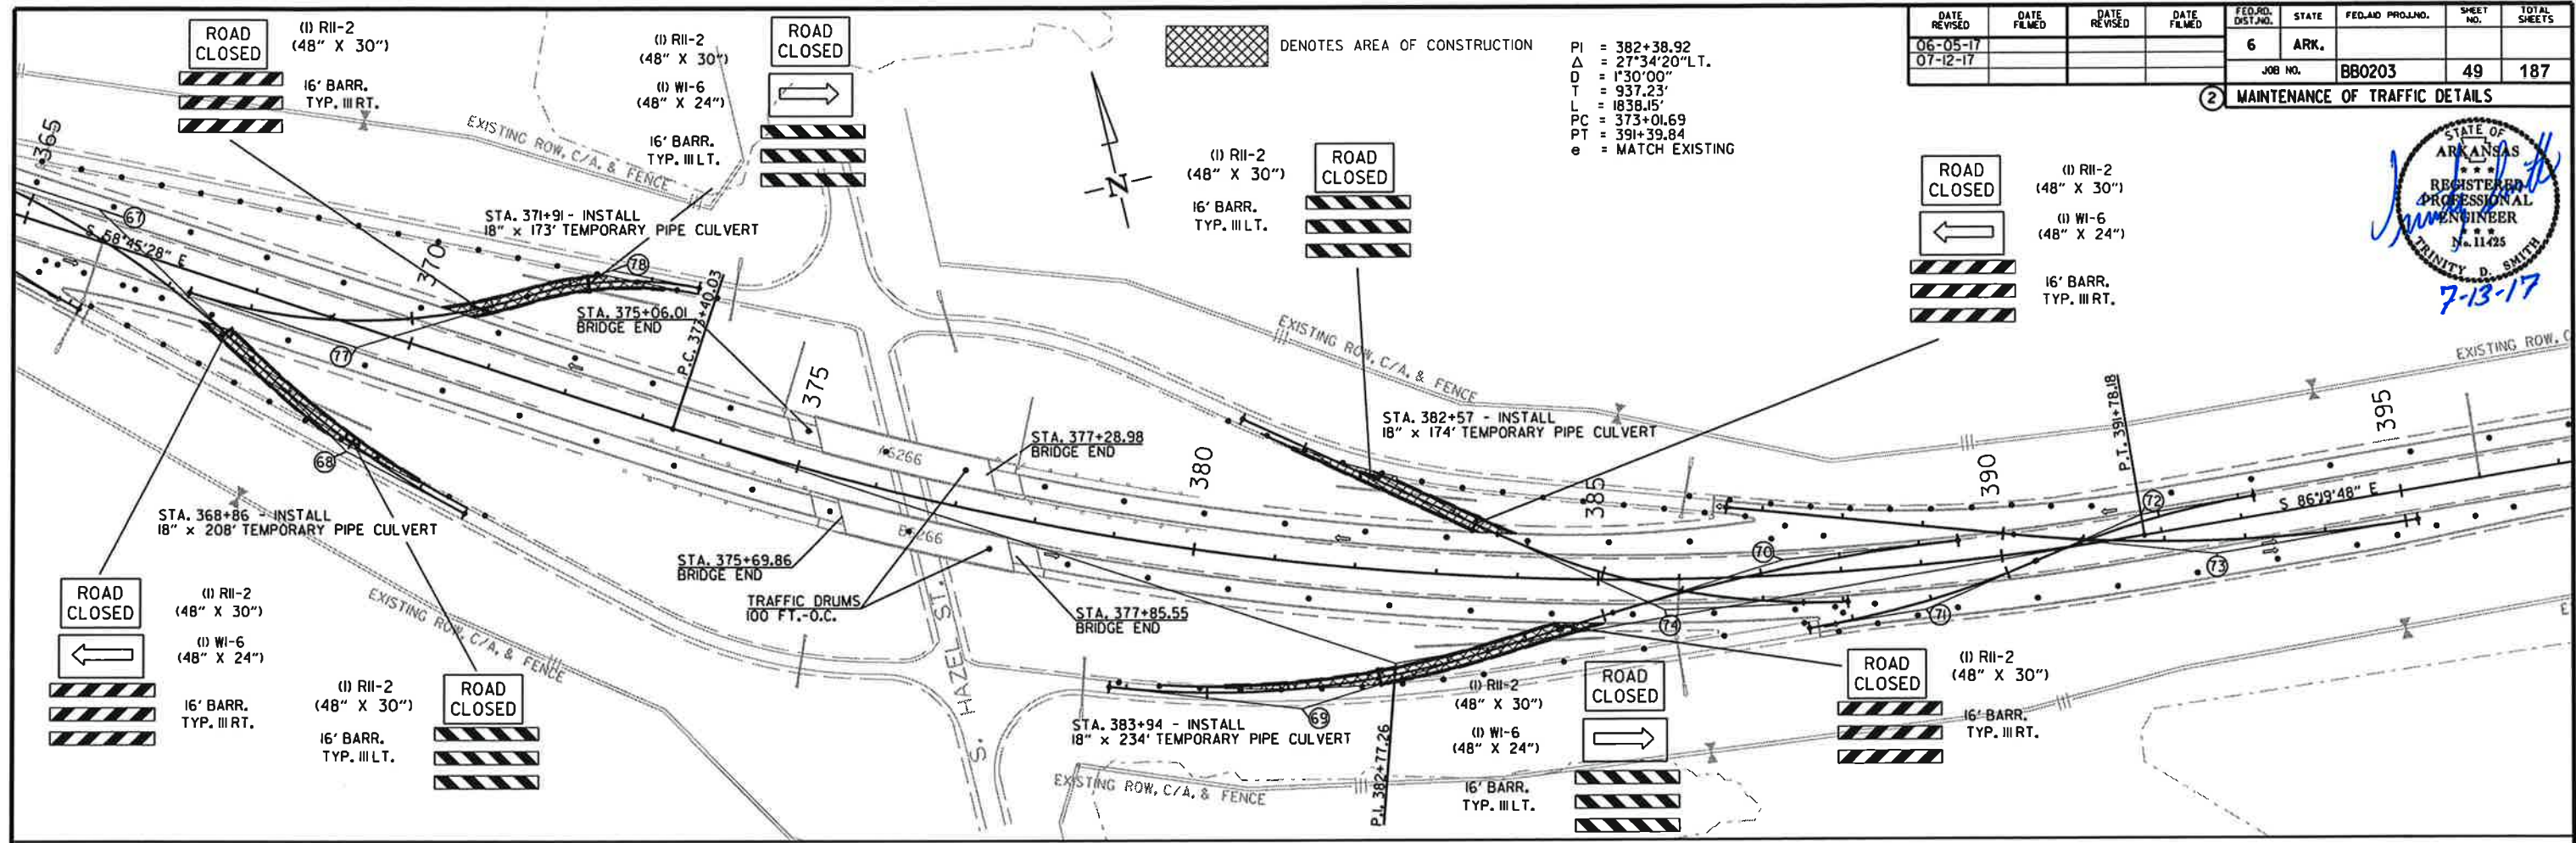 ROAD
CLOSED
(1) R11-2
(48" X 30")
16' BARR.
TYP. III RT.
(1) R11-2
(48" X 30")
(1) W1-6
(48" X 24")
16' BARR.
TYP. III LT.
ROAD
CLOSED
DENOTES AREA OF CONSTRUCTION
PI = 382+38.92
Δ = 27°34'20" LT.
D = 1°30'00"
T = 937.23'
L = 1838.15'
PC = 373+01.69
PT = 391+39.84
e = MATCH EXISTING
DATE REVISED
DATE FILMED
DATE REVISED
DATE FILMED
FED.RD. DIST.NO.
STATE
FED.AID PROJ.NO.
SHEET NO.
TOTAL SHEETS
06-05-17
07-12-17
6 ARK.
JOB NO. BB0203 49 187
2 MAINTENANCE OF TRAFFIC DETAILS
STATE OF
ARKANSAS
REGISTERED
PROFESSIONAL
ENGINEER
No. 11425
TRINITY D. SMITH
7-13-17
(1) R11-2
(48" X 30")
16' BARR.
TYP. III LT.
ROAD
CLOSED
ROAD
CLOSED
(1) R11-2
(48" X 30")
(1) W1-6
(48" X 24")
16' BARR.
TYP. III RT.
365
EXISTING ROW, C/A, & FENCE
67
S 58°45'28" E
STA. 371+91 - INSTALL
18" x 173' TEMPORARY PIPE CULVERT
370
78
STA. 375+06.01
BRIDGE END
P.C. 373+40.03
77
375
68
A5266
STA. 377+28.98
BRIDGE END
380
EXISTING ROW, C/A, & FENCE
STA. 382+57 - INSTALL
18" x 174' TEMPORARY PIPE CULVERT
385
390
P.T. 391+78.18
395
EXISTING ROW, C
72
S 86°19'48" E
70
73
71
74
STA. 368+86 - INSTALL
18" x 208' TEMPORARY PIPE CULVERT
STA. 375+69.86
BRIDGE END
B5266
TRAFFIC DRUMS
100 FT.-O.C.
STA. 377+85.55
BRIDGE END
S. HAZEL ST.
EXISTING ROW, C/A, & FENCE
ROAD
CLOSED
(1) R11-2
(48" X 30")
(1) W1-6
(48" X 24")
16' BARR.
TYP. III RT.
(1) R11-2
(48" X 30")
16' BARR.
TYP. III LT.
ROAD
CLOSED
69
STA. 383+94 - INSTALL
18" x 234' TEMPORARY PIPE CULVERT
EXISTING ROW, C/A, & FENCE
P.I. 382+77.26
(1) R11-2
(48" X 30")
(1) W1-6
(48" X 24")
16' BARR.
TYP. III LT.
ROAD
CLOSED
ROAD
CLOSED
(1) R11-2
(48" X 30")
16' BARR.
TYP. III RT.
E